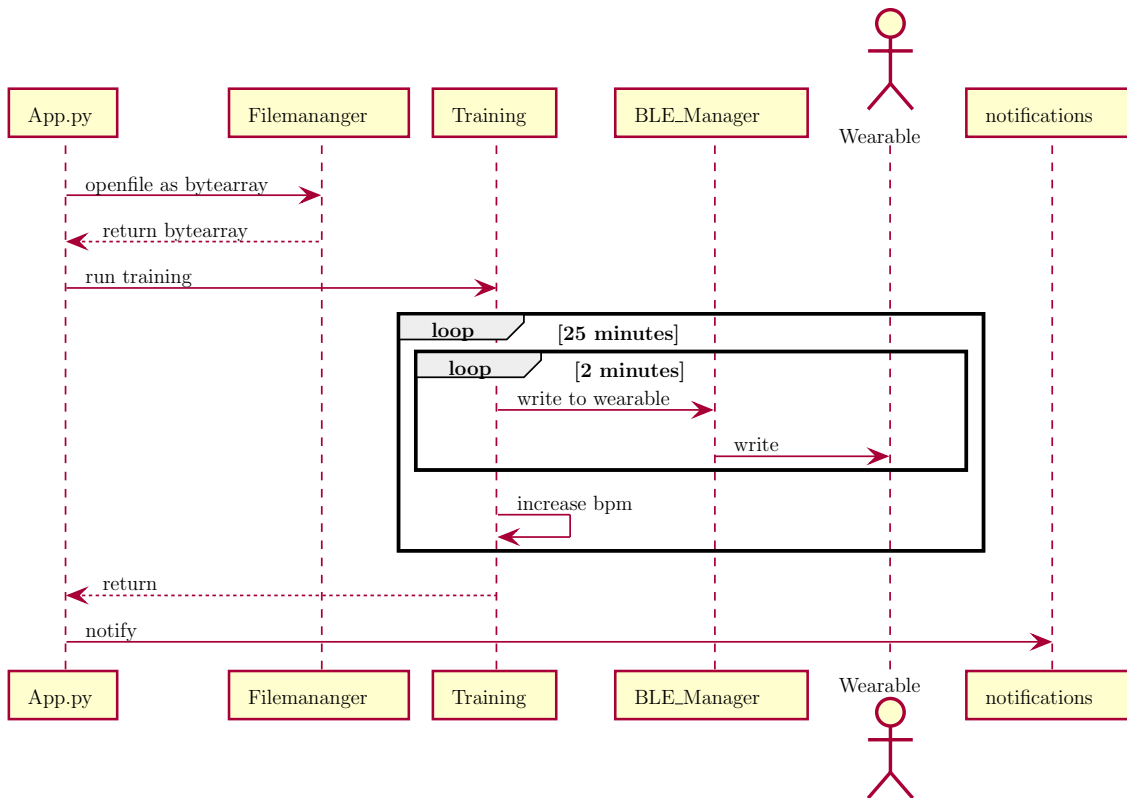 App.py
Filemananger
Training
BLE_Manager
Wearable
notifications
openfile as bytearray
return bytearray
run training
loop
[25 minutes]
loop
[2 minutes]
write to wearable
write
increase bpm
return
notify
App.py
Filemananger
Training
BLE_Manager
Wearable
notifications